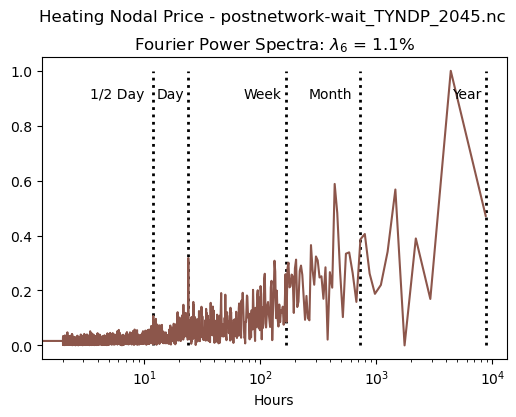 Heating Nodal Price - postnetwork-wait_TYNDP_2045.nc
Fourier Power Spectra: λ₆ = 1.1%
1.0
0.8
0.6
0.4
0.2
0.0
1/2 Day
Day
Week
Month
Year
10¹
10²
10³
10⁴
Hours